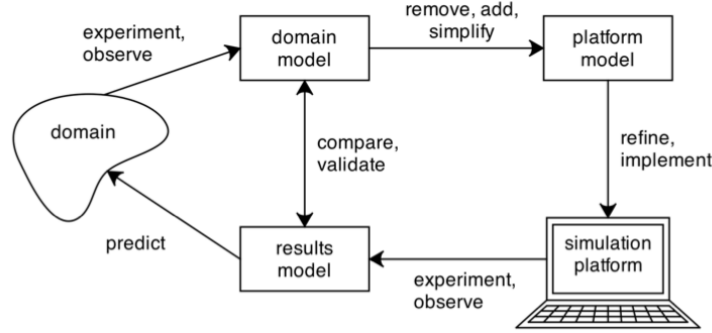 experiment,
observe
domain
model
remove, add,
simplify
platform
model
domain
compare,
validate
refine,
implement
predict
results
model
experiment,
observe
simulation
platform